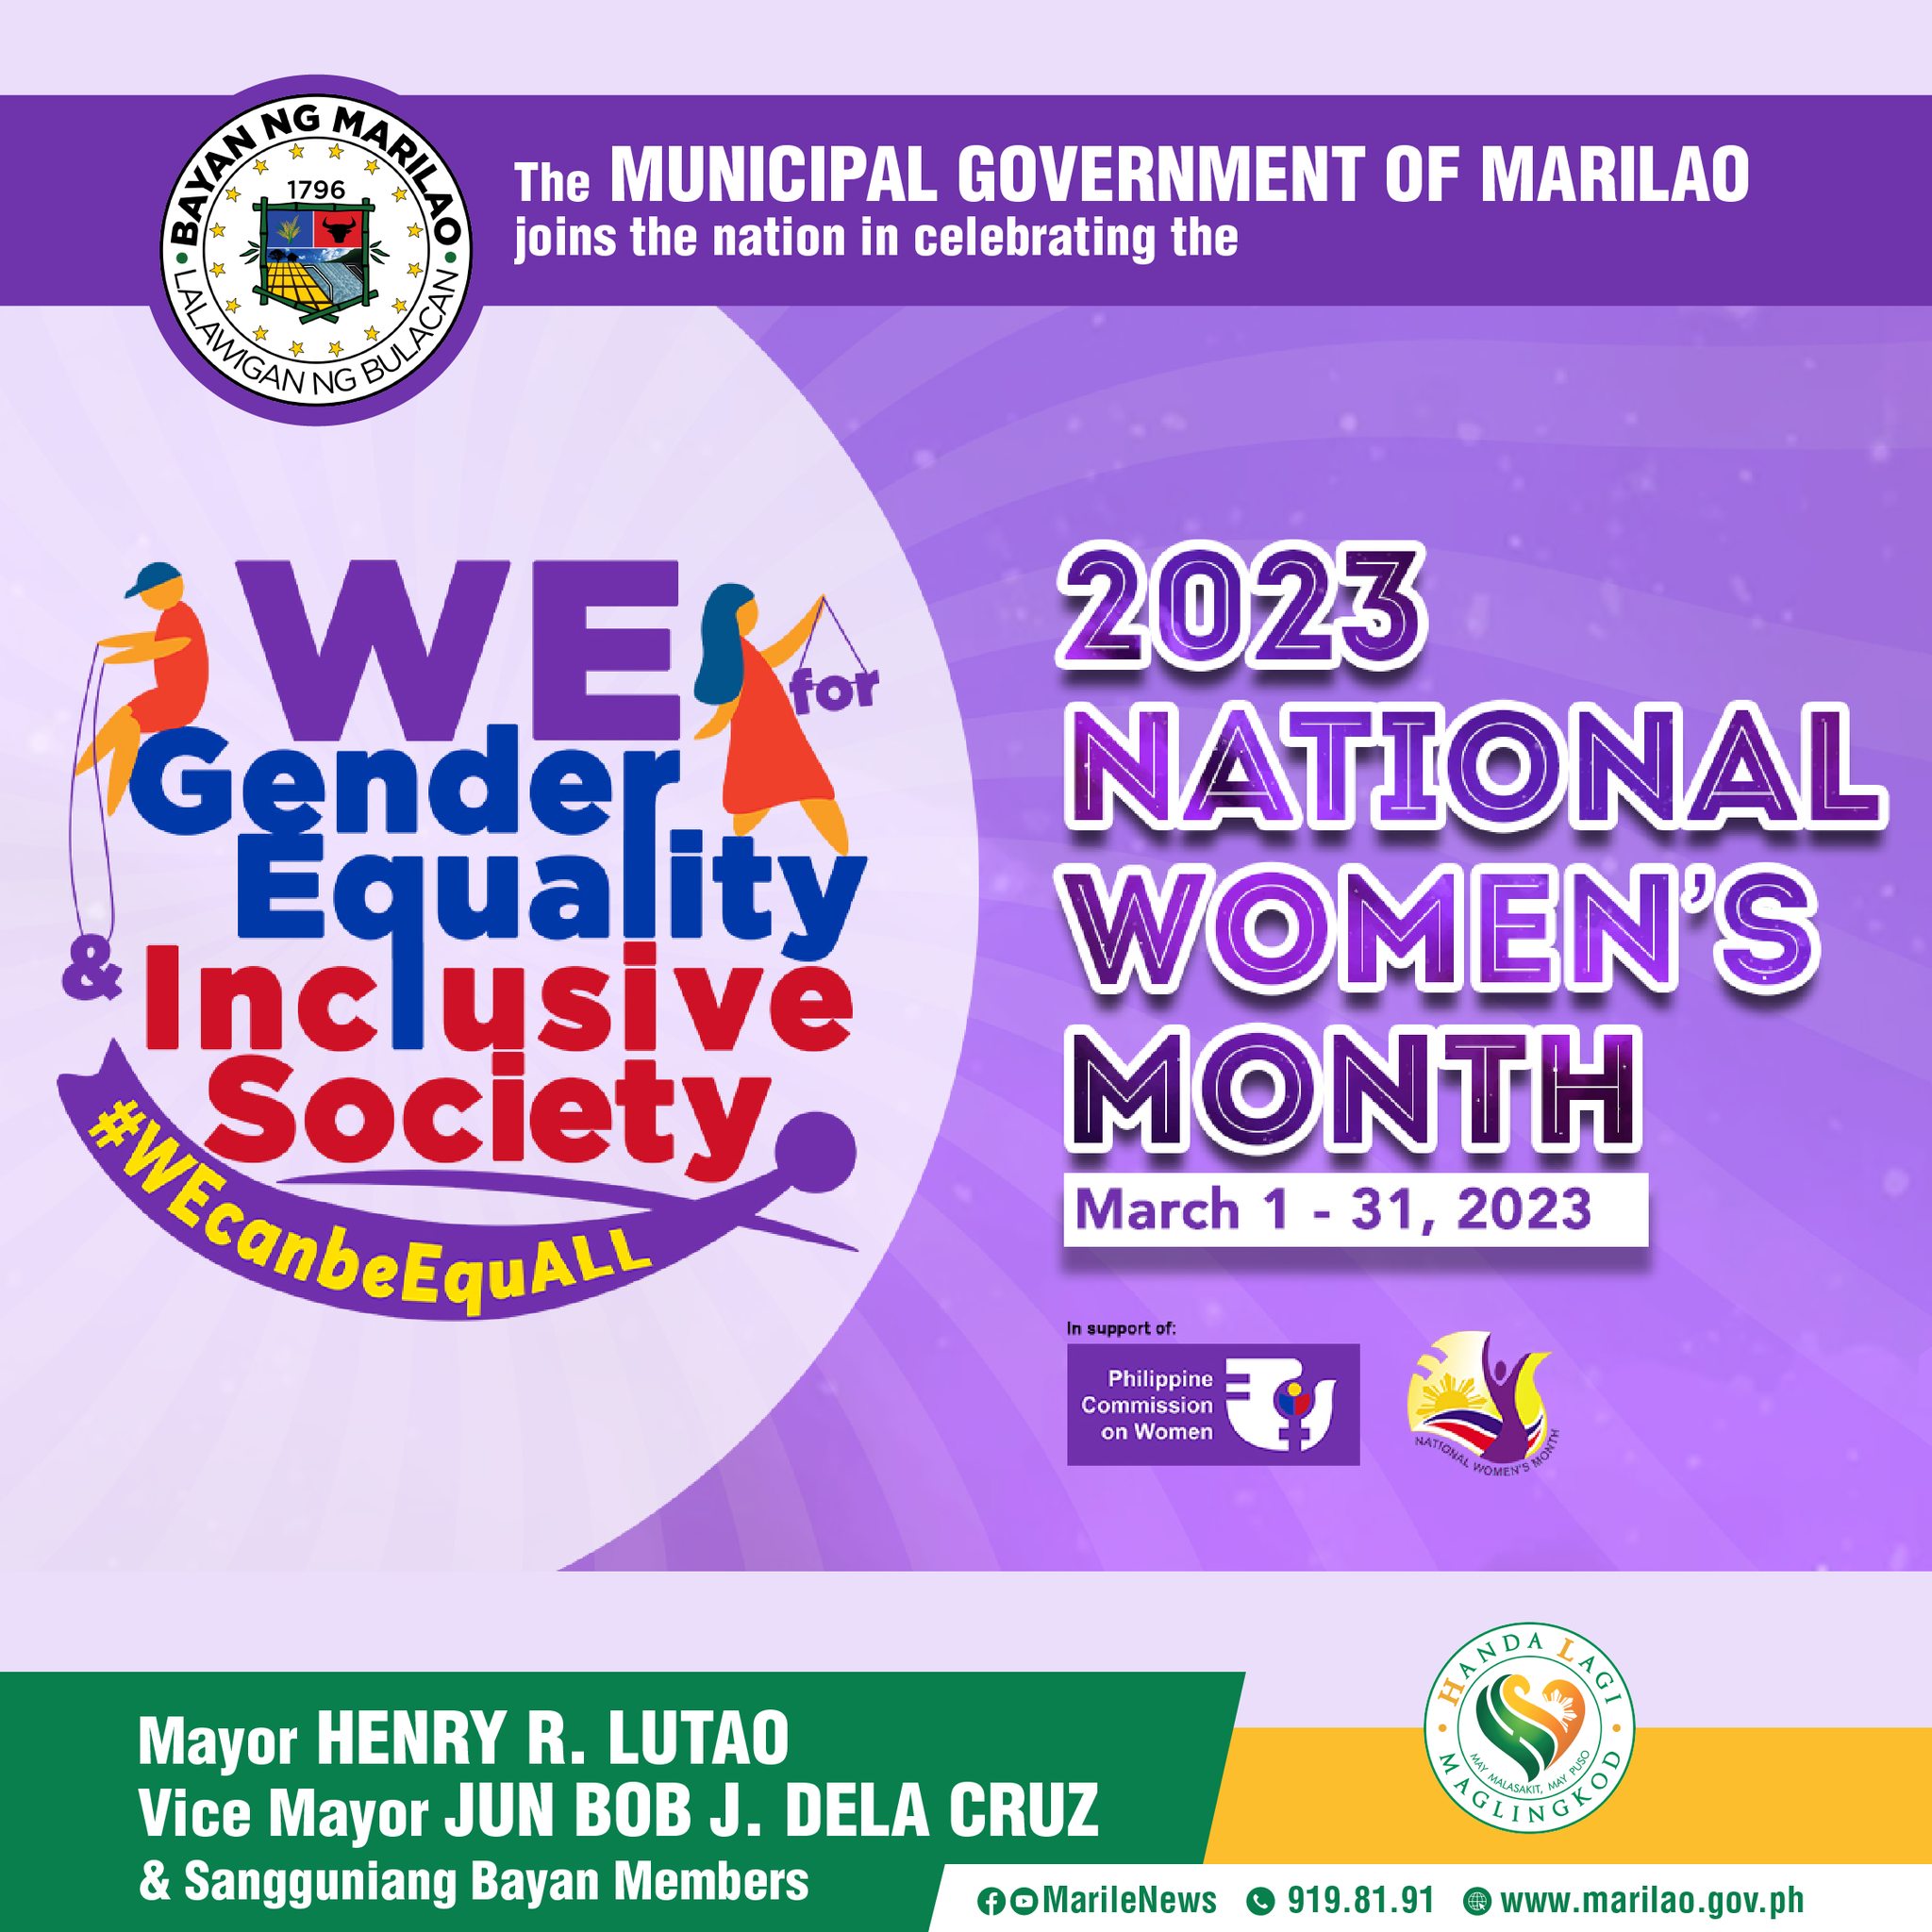 BAYAN NG MARILAO
1796
LALAWIGAN NG BULACAN
The MUNICIPAL GOVERNMENT OF MARILAO
joins the nation in celebrating the
WE
for
Gender
Equality
& Inclusive
Society
#WEcanbeEquALL
2023
NATIONAL
WOMEN'S
MONTH
March 1 - 31, 2023
In support of:
Philippine
Commission
on Women
NATIONAL WOMEN'S MONTH
HANDA LAGI
MAY MALASAKIT, MAY PUSO
MAGLINGKOD
Mayor HENRY R. LUTAO
Vice Mayor JUN BOB J. DELA CRUZ
& Sangguniang Bayan Members
MarileNews 919.81.91 www.marilao.gov.ph